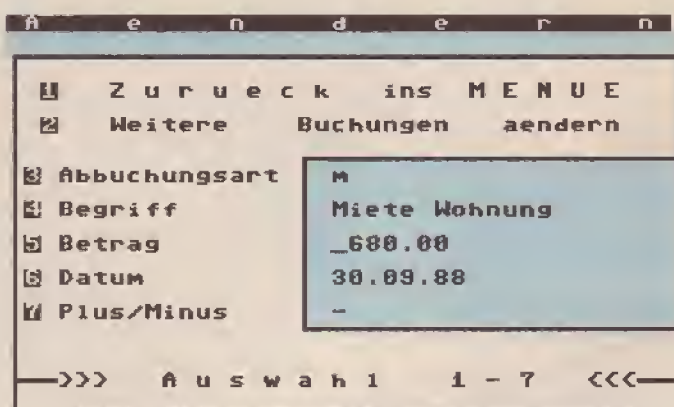 A e n d e r n
1 Z u r u e c k ins M E N U E
2 Weitere Buchungen aendern
3 Abbuchungsart m
4 Begriff Miete Wohnung
5 Betrag _680.00
6 Datum 30.09.88
7 Plus/Minus -
>>> A u s w a h l 1 - 7 <<<